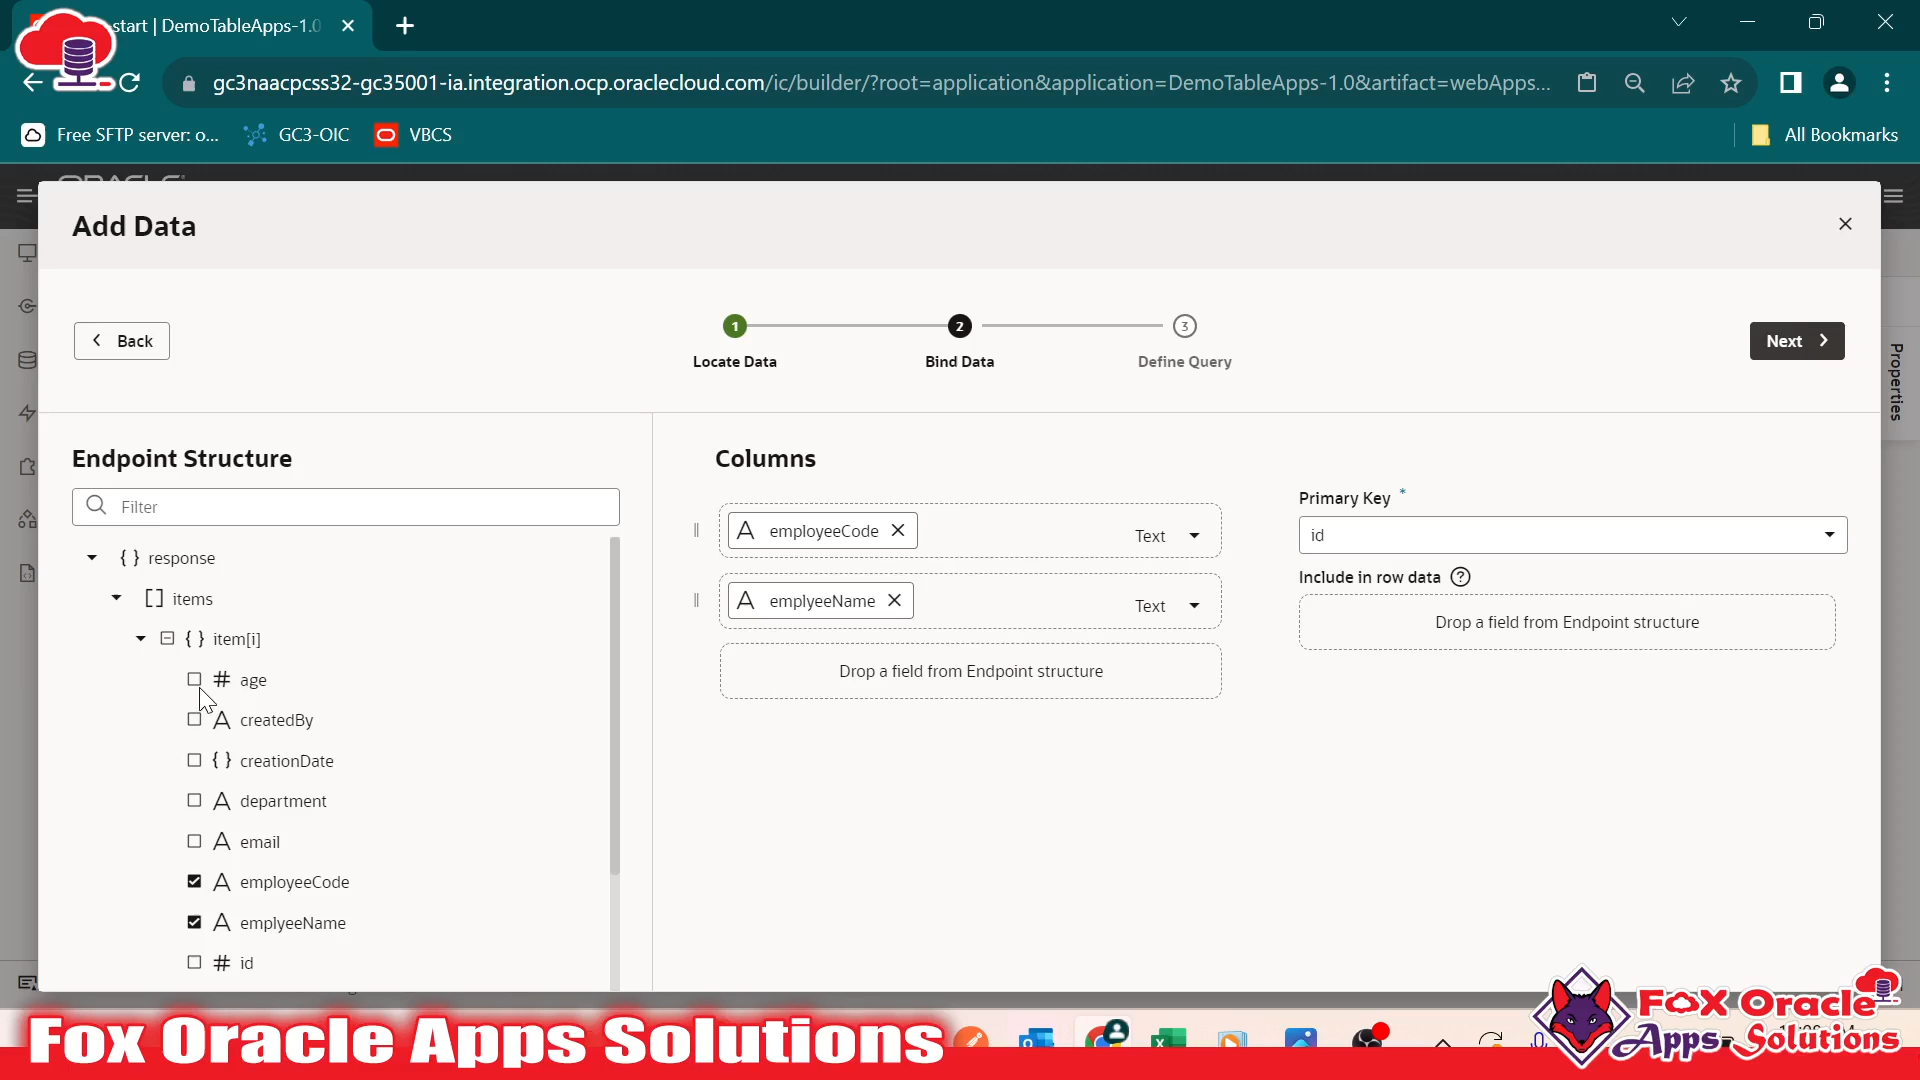 start | DemoTableApps-1.0
gc3naacpcss32-gc35001-ia.integration.ocp.oraclecloud.com/ic/builder/?root=application&application=DemoTableApps-1.0&artifact=webApps...
Free SFTP server: o...
GC3-OIC
VBCS
All Bookmarks
ORACLE
Add Data
Back
1
2
3
Locate Data
Bind Data
Define Query
Next
Properties
Endpoint Structure
Filter
{ } response
[ ] items
{ } item[i]
# age
A createdBy
{ } creationDate
A department
A email
A employeeCode
A emplyeeName
# id
Columns
A employeeCode
Text
A emplyeeName
Text
Drop a field from Endpoint structure
Primary Key *
id
Include in row data ?
Drop a field from Endpoint structure
Fox Oracle Apps Solutions
Fox Oracle
Apps Solutions